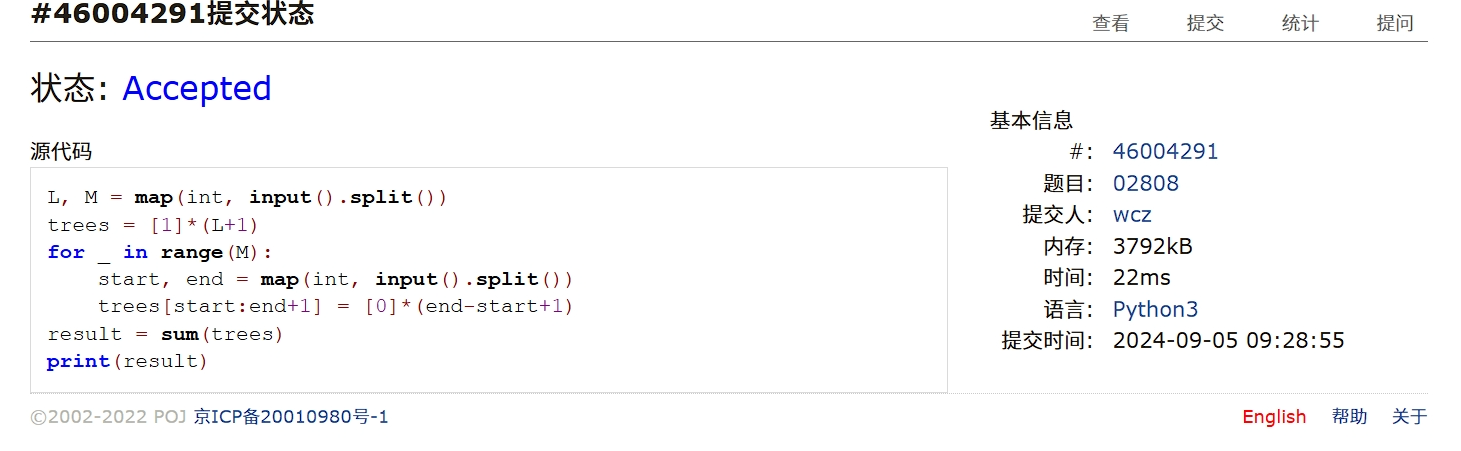 #46004291提交状态
查看 提交 统计 提问
状态: Accepted
源代码
L, M = map(int, input().split())
trees = [1]*(L+1)
for _ in range(M):
    start, end = map(int, input().split())
    trees[start:end+1] = [0]*(end-start+1)
result = sum(trees)
print(result)
基本信息
#: 46004291
题目: 02808
提交人: wcz
内存: 3792kB
时间: 22ms
语言: Python3
提交时间: 2024-09-05 09:28:55
©2002-2022 POJ 京ICP备20010980号-1
English 帮助 关于